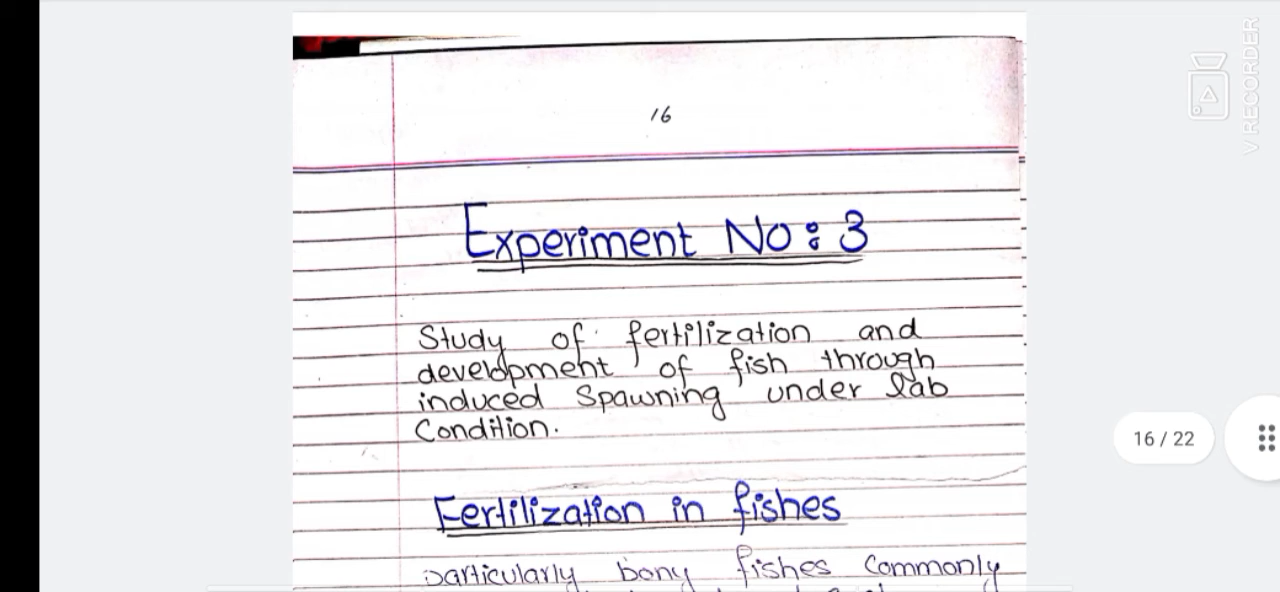 16
Experiment No: 3
Study of fertilization and
development of fish through
induced Spawning under lab
Condition.
Fertilization in fishes
particularly bony fishes Commonly
16 / 22
V RECORDER